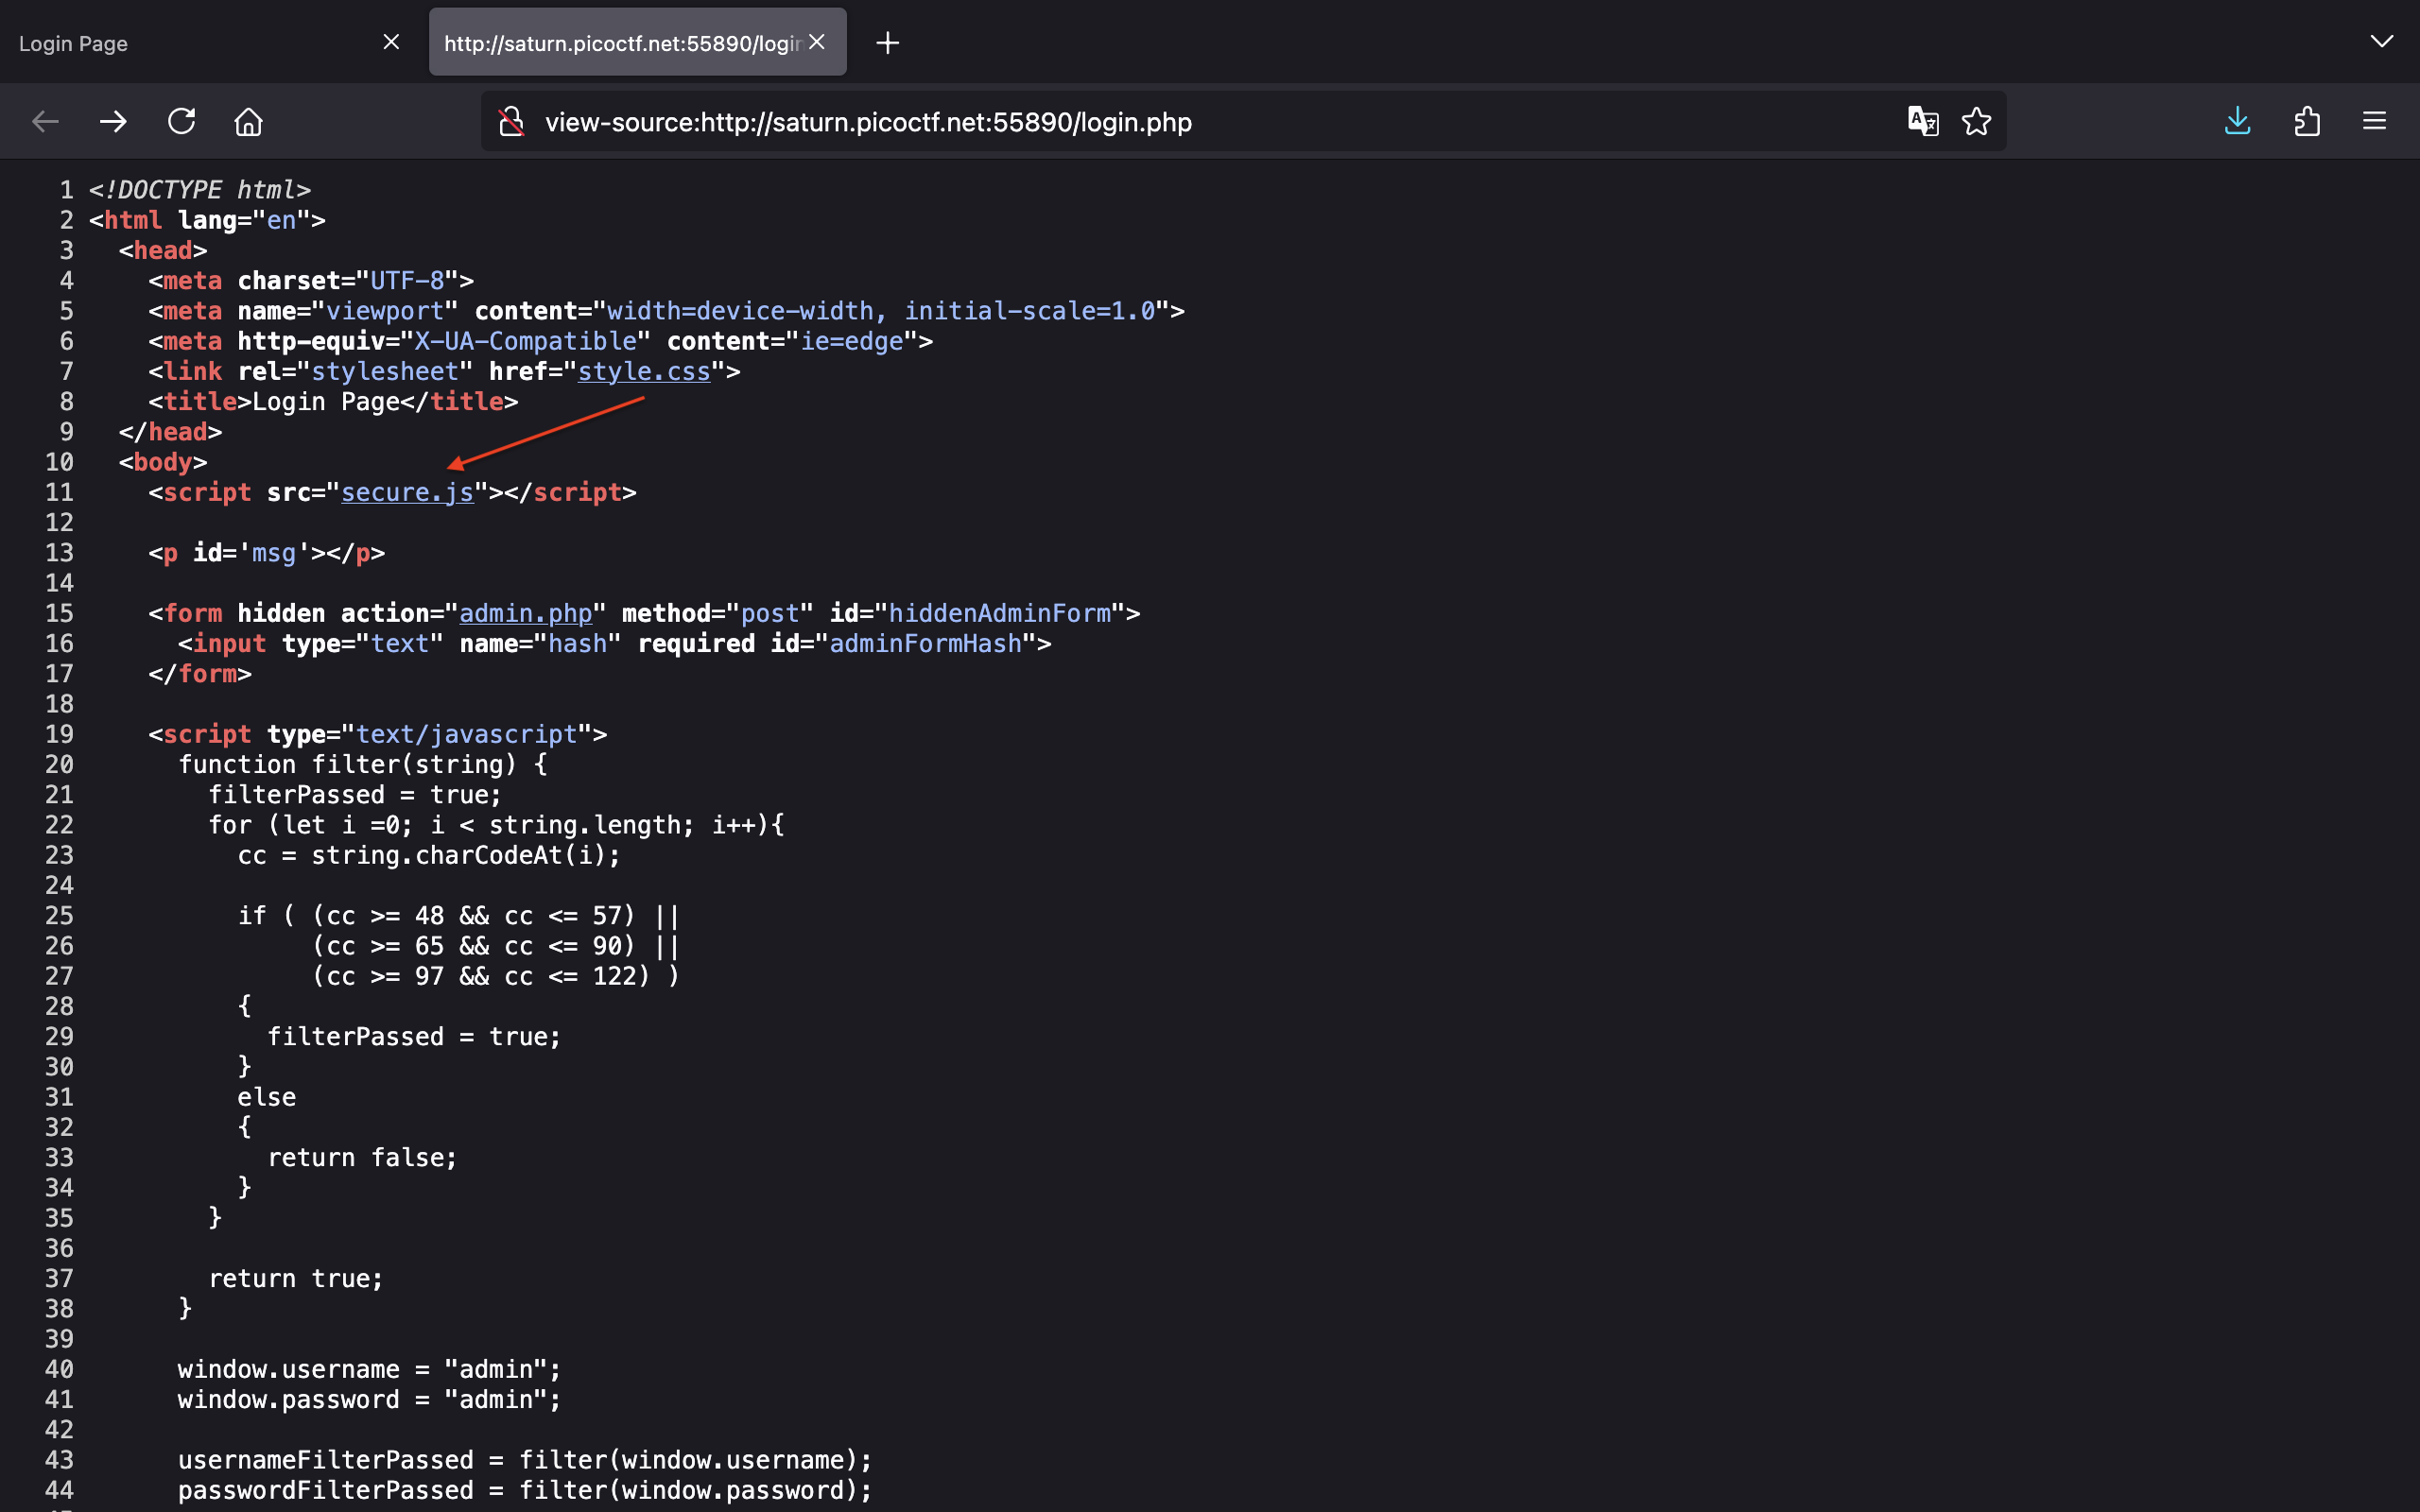 Login Page
http://saturn.picoctf.net:55890/login
view-source:http://saturn.picoctf.net:55890/login.php
1 <!DOCTYPE html>
2 <html lang="en">
3   <head>
4     <meta charset="UTF-8">
5     <meta name="viewport" content="width=device-width, initial-scale=1.0">
6     <meta http-equiv="X-UA-Compatible" content="ie=edge">
7     <link rel="stylesheet" href="style.css">
8     <title>Login Page</title>
9   </head>
10   <body>
11     <script src="secure.js"></script>
12
13     <p id='msg'></p>
14
15     <form hidden action="admin.php" method="post" id="hiddenAdminForm">
16       <input type="text" name="hash" required id="adminFormHash">
17     </form>
18
19     <script type="text/javascript">
20       function filter(string) {
21         filterPassed = true;
22         for (let i =0; i < string.length; i++){
23           cc = string.charCodeAt(i);
24
25           if ( (cc >= 48 && cc <= 57) ||
26                (cc >= 65 && cc <= 90) ||
27                (cc >= 97 && cc <= 122) )
28           {
29             filterPassed = true;
30           }
31           else
32           {
33             return false;
34           }
35         }
36
37         return true;
38       }
39
40       window.username = "admin";
41       window.password = "admin";
42
43       usernameFilterPassed = filter(window.username);
44       passwordFilterPassed = filter(window.password);